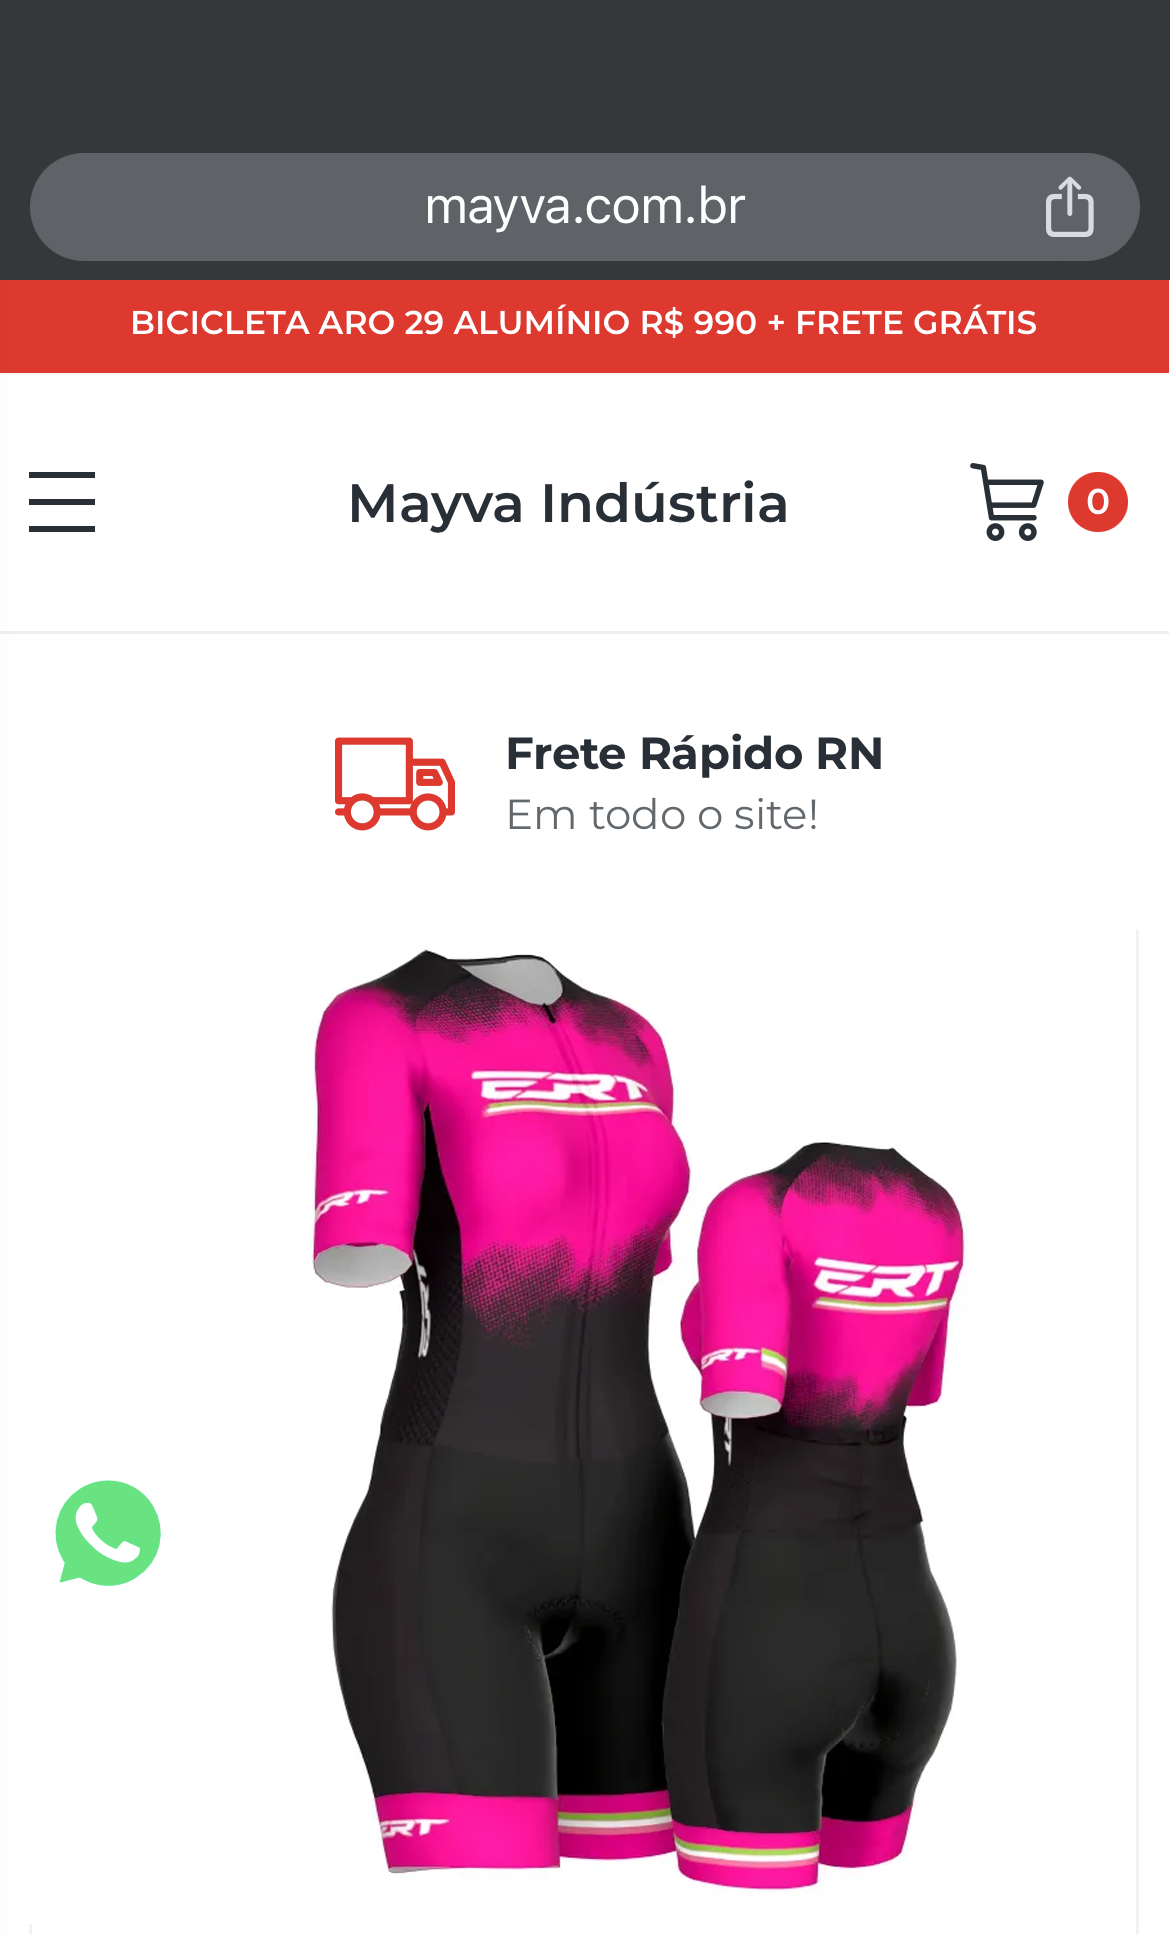 mayva.com.br
BICICLETA ARO 29 ALUMÍNIO R$ 990 + FRETE GRÁTIS
Mayva Indústria
0
Frete Rápido RN
Em todo o site!
ERT
ERT
ERT
ERT
ERT
ERT